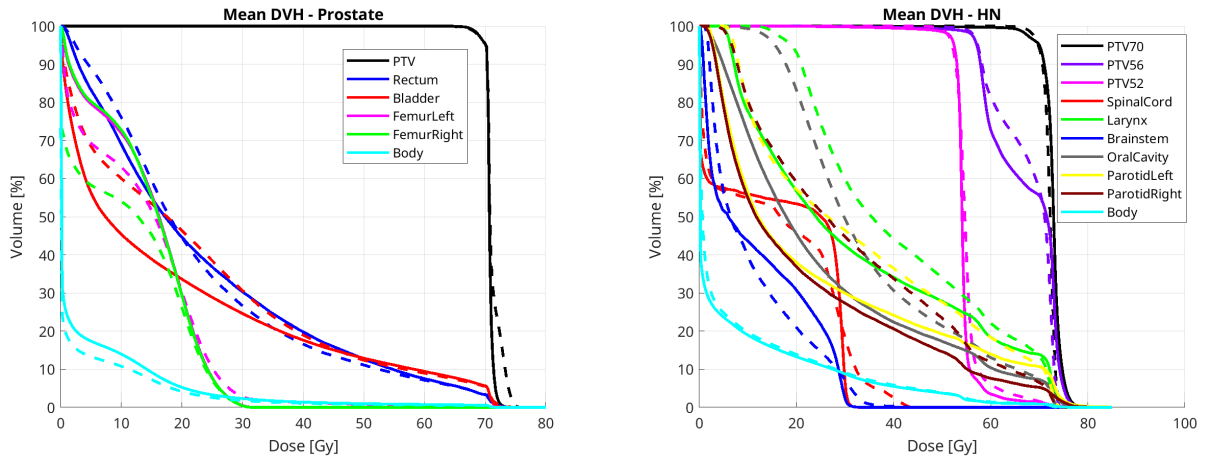 Mean DVH - Prostate
100
90
80
70
60
50
40
30
20
10
0
Volume [%]
0 10 20 30 40 50 60 70 80
Dose [Gy]
PTV
Rectum
Bladder
FemurLeft
FemurRight
Body
Mean DVH - HN
100
90
80
70
60
50
40
30
20
10
0
Volume [%]
0 20 40 60 80 100
Dose [Gy]
PTV70
PTV56
PTV52
SpinalCord
Larynx
Brainstem
OralCavity
ParotidLeft
ParotidRight
Body